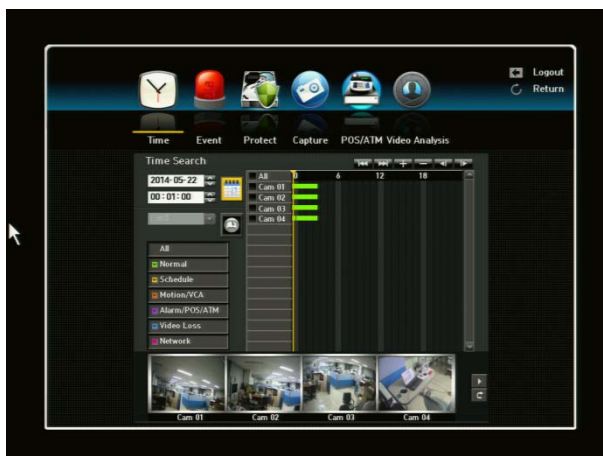 Logout
Return
Time Event Protect Capture POS/ATM Video Analysis
Time Search
2014-05-22
00:01:00
All 0 6 12 18
Cam 01
Cam 02
Cam 03
Cam 04
All
Normal
Schedule
Motion/VCA
Alarm/POS/ATM
Video Loss
Network
Cam 01 Cam 02 Cam 03 Cam 04